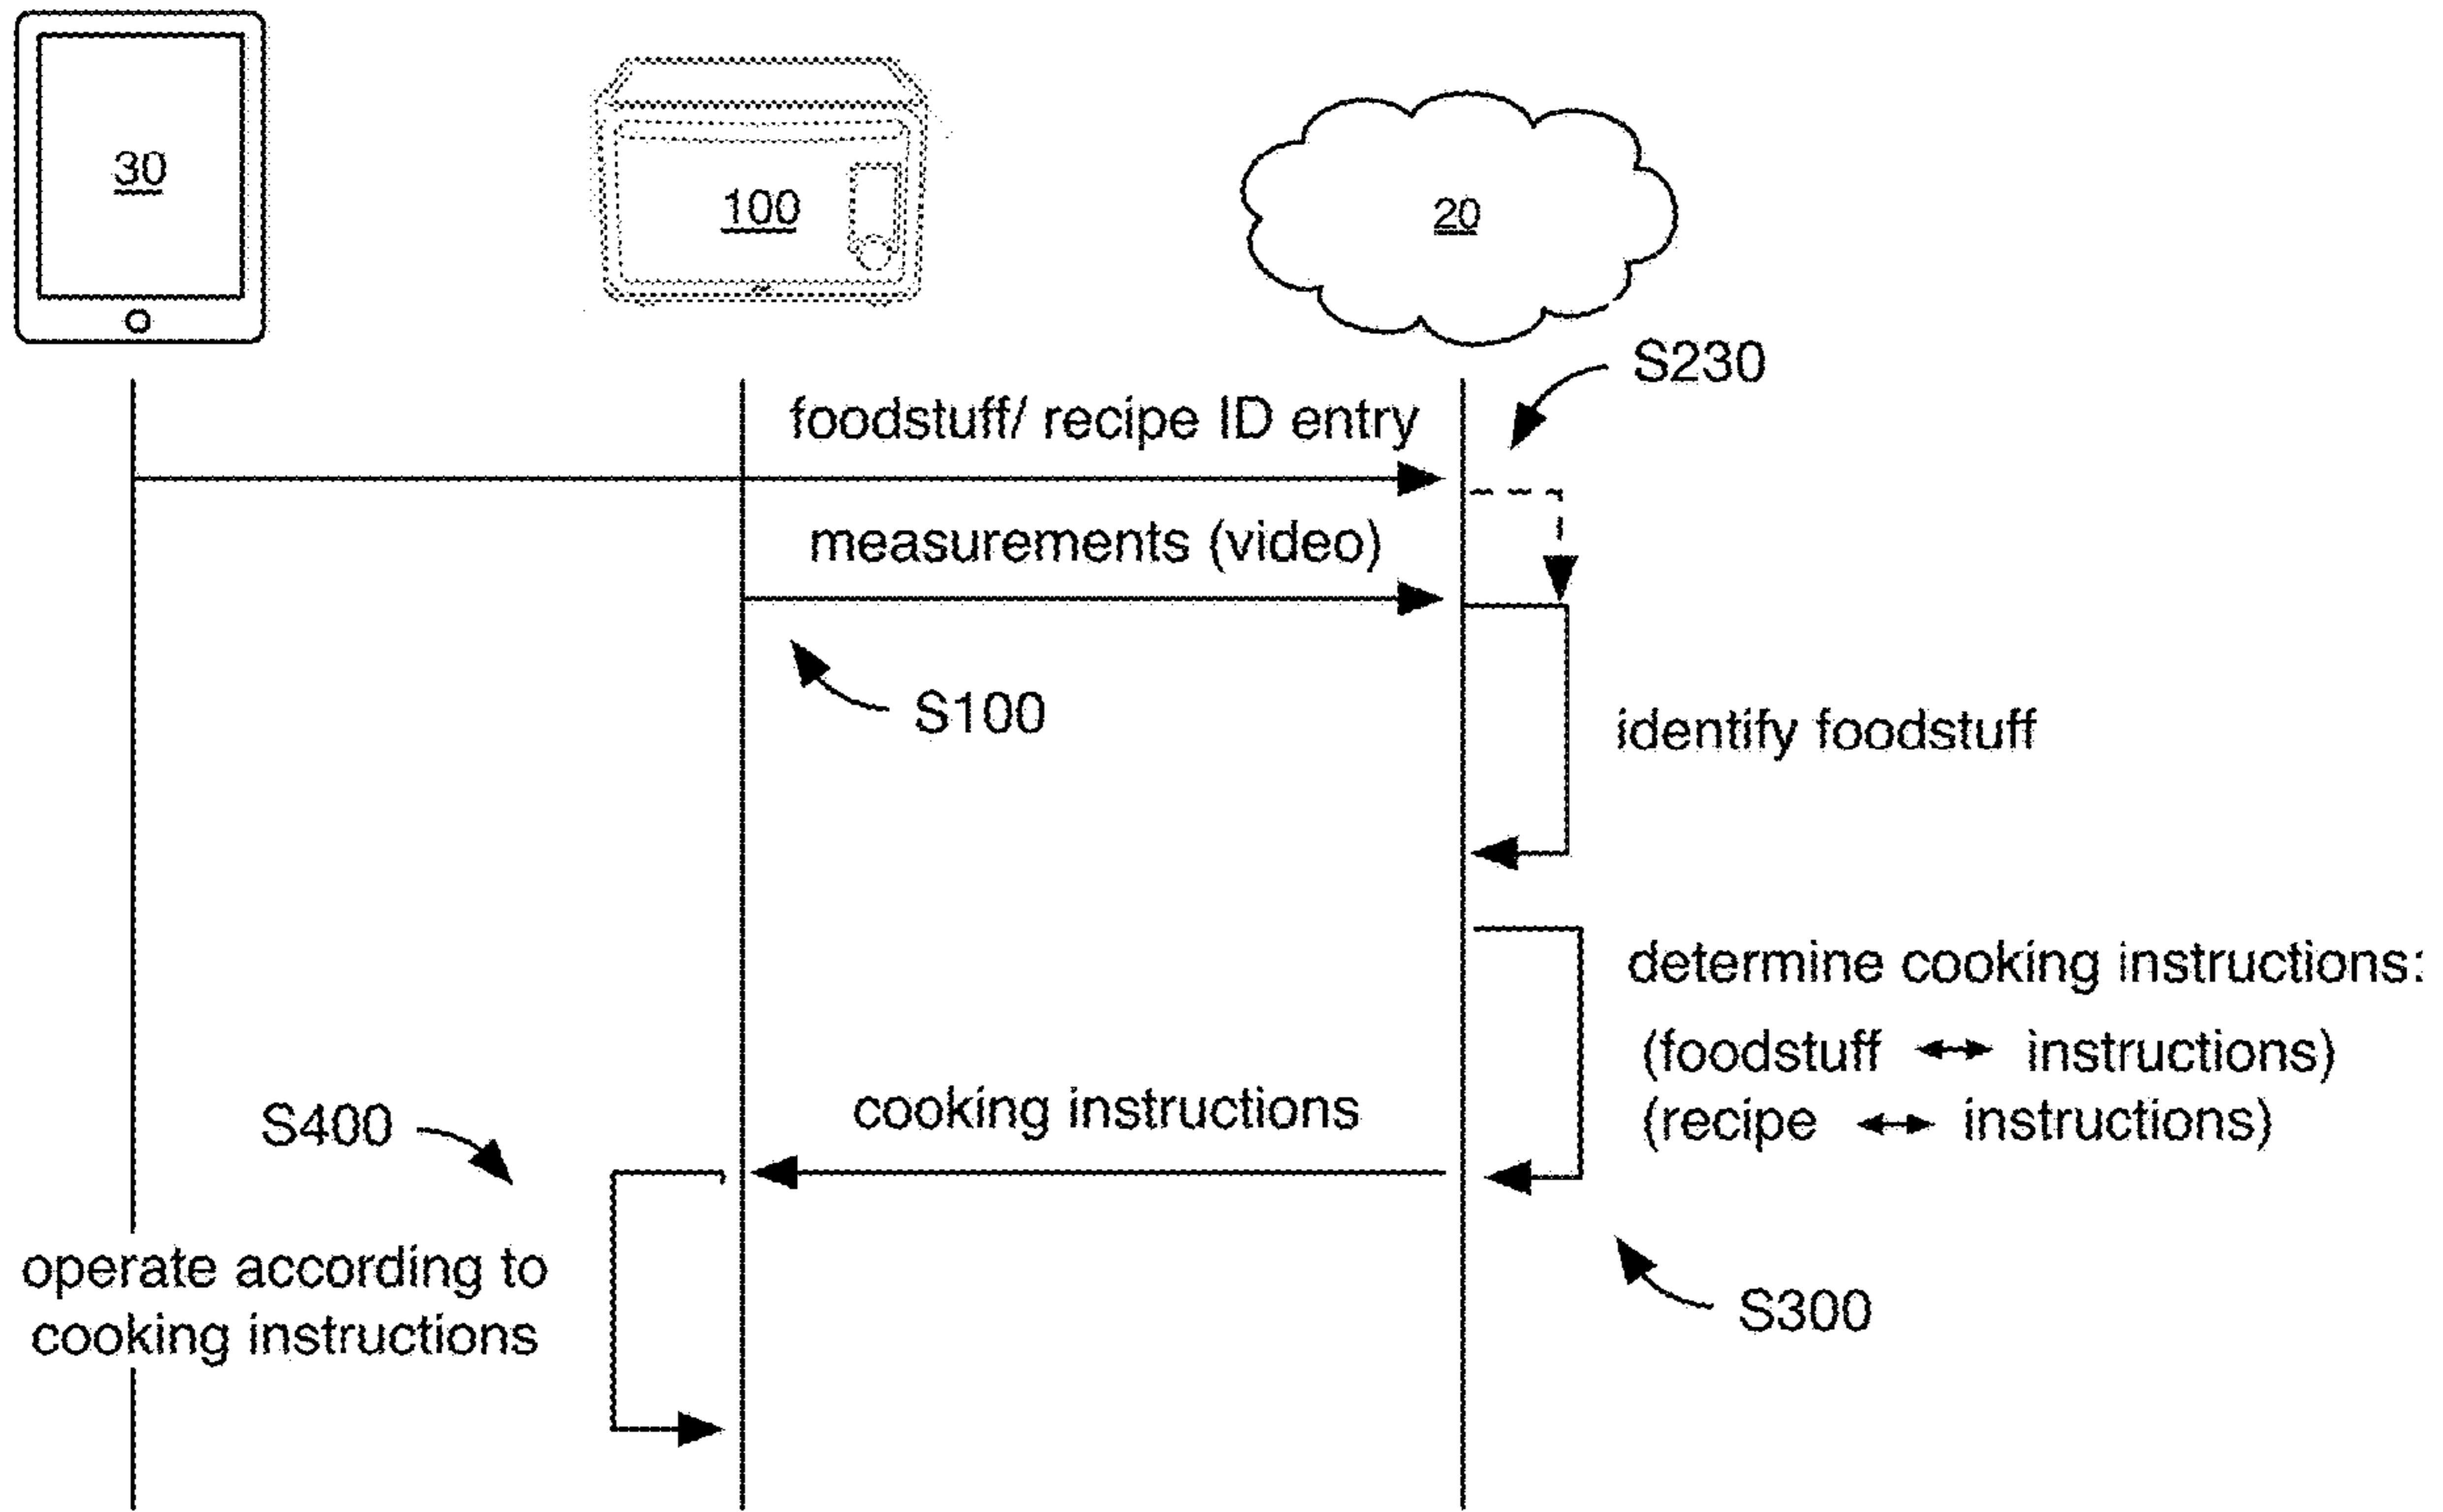 30
100
20
S230
foodstuff/ recipe ID entry
measurements (video)
S100
identify foodstuff
determine cooking instructions:
(foodstuff ↔ instructions)
(recipe ↔ instructions)
cooking instructions
S400
operate according to
cooking instructions
S300